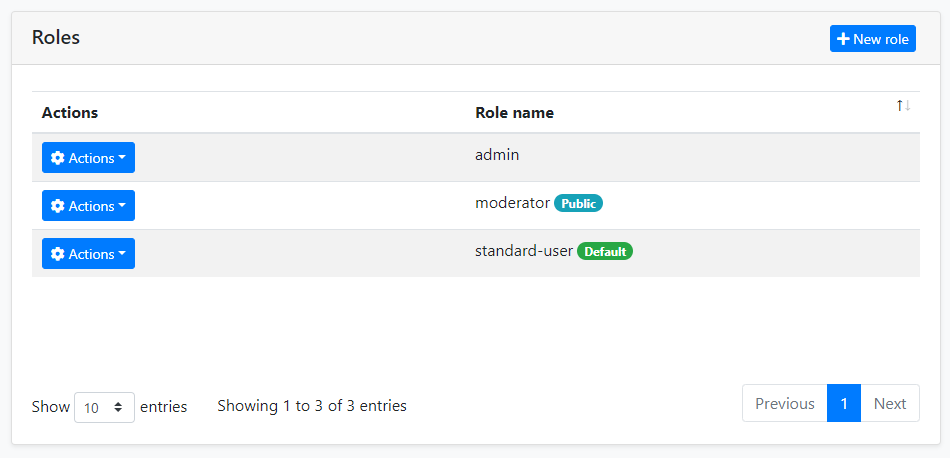 Roles
New role
Actions Role name
Actions admin
Actions moderator Public
Actions standard-user Default
Show 10 entries Showing 1 to 3 of 3 entries Previous 1 Next